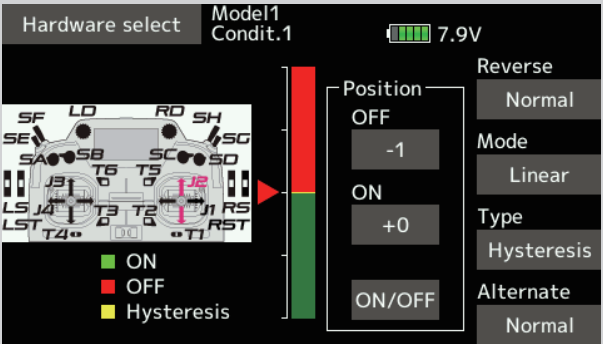 Hardware select
Model1
Condit.1
7.9V
SF LD RD SH
SE SG
SA SB SC SD
T6 T5
J3 J2
LS J4 T3 T2 J1 RS
LST RST
T4 T1
ON
OFF
Hysteresis
Position
OFF
-1
ON
+0
ON/OFF
Reverse
Normal
Mode
Linear
Type
Hysteresis
Alternate
Normal